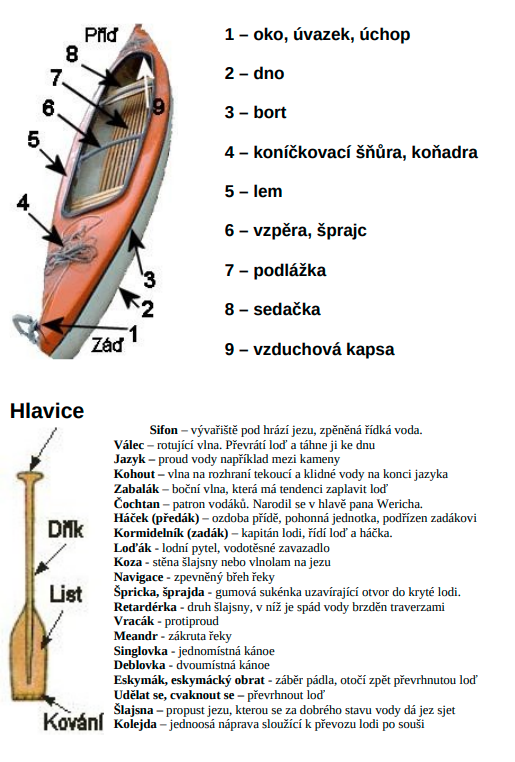 Příď
8
7
6
9
5
4
3
2
1
Záď
1 – oko, úvazek, úchop
2 – dno
3 – bort
4 – koníčkovací šňůra, koňadra
5 – lem
6 – vzpěra, šprajc
7 – podlážka
8 – sedačka
9 – vzduchová kapsa
Hlavice
Dřík
List
Kování
Sifon – vývařiště pod hrází jezu, zpěněná řídká voda.
Válec – rotující vlna. Převrátí loď a táhne ji ke dnu
Jazyk – proud vody například mezi kameny
Kohout – vlna na rozhraní tekoucí a klidné vody na konci jazyka
Zabalák – boční vlna, která má tendenci zaplavit loď
Čochtan – patron vodáků. Narodil se v hlavě pana Wericha.
Háček (předák) – ozdoba přídě, pohonná jednotka, podřízen zadákovi
Kormidelník (zadák) – kapitán lodi, řídí loď a háčka.
Loďák - lodní pytel, vodotěsné zavazadlo
Koza - stěna šlajsny nebo vlnolam na jezu
Navigace - zpevněný břeh řeky
Špricka, šprajda - gumová sukénka uzavírající otvor do kryté lodi.
Retardérka - druh šlajsny, v níž je spád vody brzděn traverzami
Vracák - protiproud
Meandr - zákruta řeky
Singlovka - jednomístná kánoe
Deblovka - dvoumístná kánoe
Eskymák, eskymácký obrat - záběr pádla, otočí zpět převrhnutou loď
Udělat se, cvaknout se – převrhnout loď
Šlajsna – propust jezu, kterou se za dobrého stavu vody dá jez sjet
Kolejda – jednoosá náprava sloužící k převozu lodi po souši